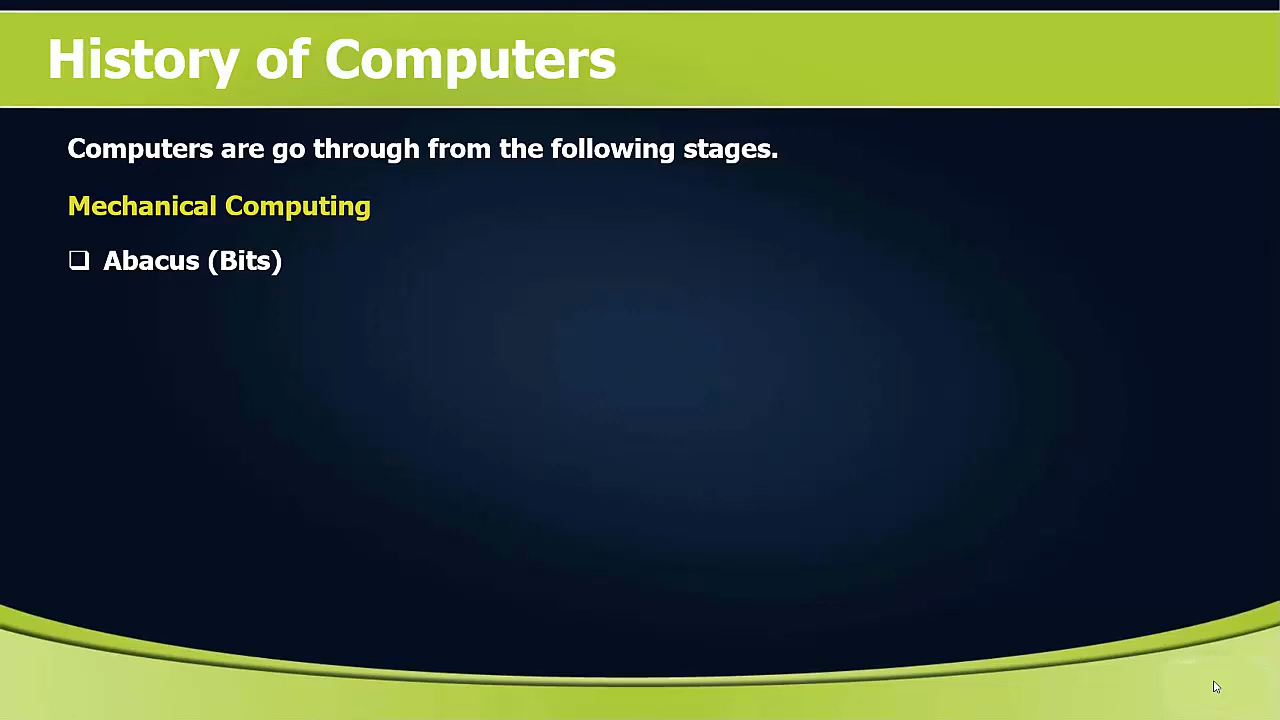 History of Computers
Computers are go through from the following stages.
Mechanical Computing
❑ Abacus (Bits)